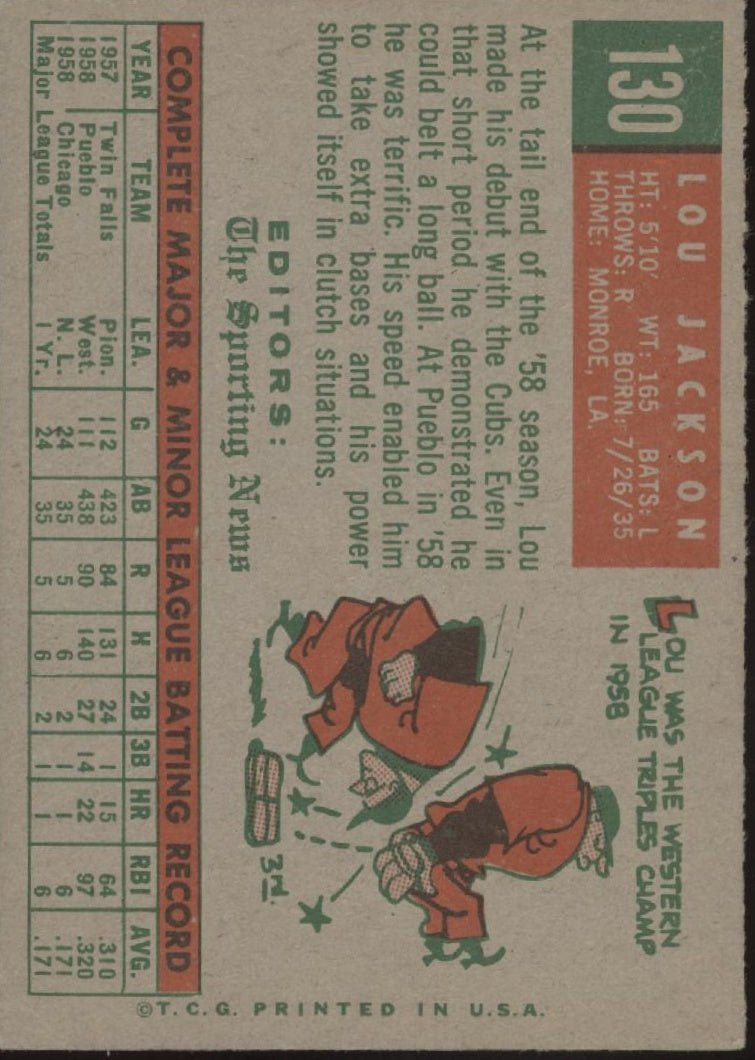 130
LOU JACKSON
HT: 5'10' WT: 165 BATS: L
THROWS: R BORN: 7/26/35
HOME: MONROE, LA.
At the tail end of the '58 season, Lou
made his debut with the Cubs. Even in
that short period he demonstrated he
could belt a long ball. At Pueblo in '58
he was terrific. His speed enabled him
to take extra bases and his power
showed itself in clutch situations.
EDITORS:
The Sporting News
LOU WAS THE WESTERN
LEAGUE TRIPLES CHAMP
IN 1958
3RD.
COMPLETE MAJOR & MINOR LEAGUE BATTING RECORD
YEAR TEAM LEA. G AB R H 2B 3B HR RBI AVG.
1957 Twin Falls Pion. 112 423 84 131 24 1 15 64 .310
1958 Pueblo West. 111 438 90 140 27 14 22 97 .320
1958 Chicago N. L. 24 35 5 6 2 1 1 6 .171
Major League Totals 1 Yr. 24 35 5 6 2 1 1 6 .171
©T.C.G. PRINTED IN U.S.A.